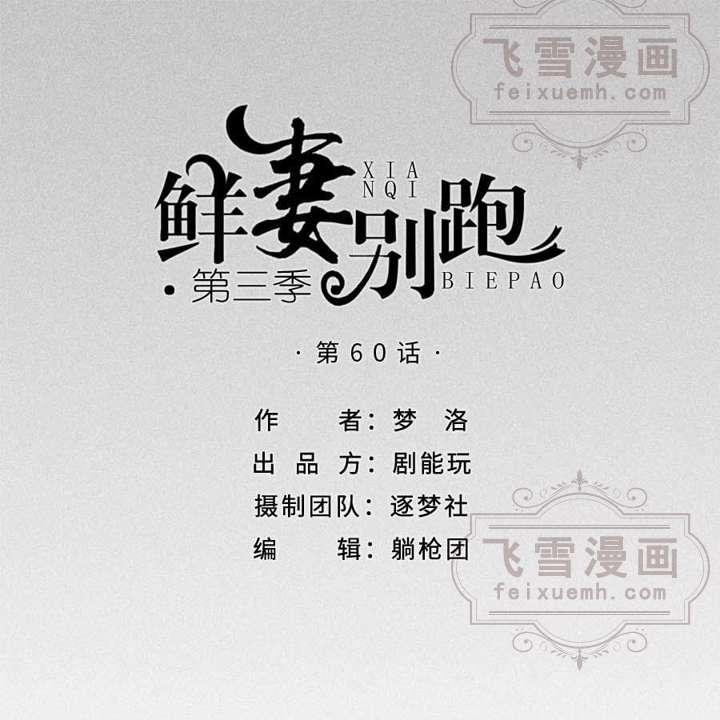 飞雪漫画
feixuemh.com
鲜妻别跑
XIA
NQI
BIEPAO
·第三季
·第60话·
作 者：梦 洛
出 品 方：剧能玩
摄制团队：逐梦社
编 辑：躺枪团
飞雪漫画
feixuemh.com